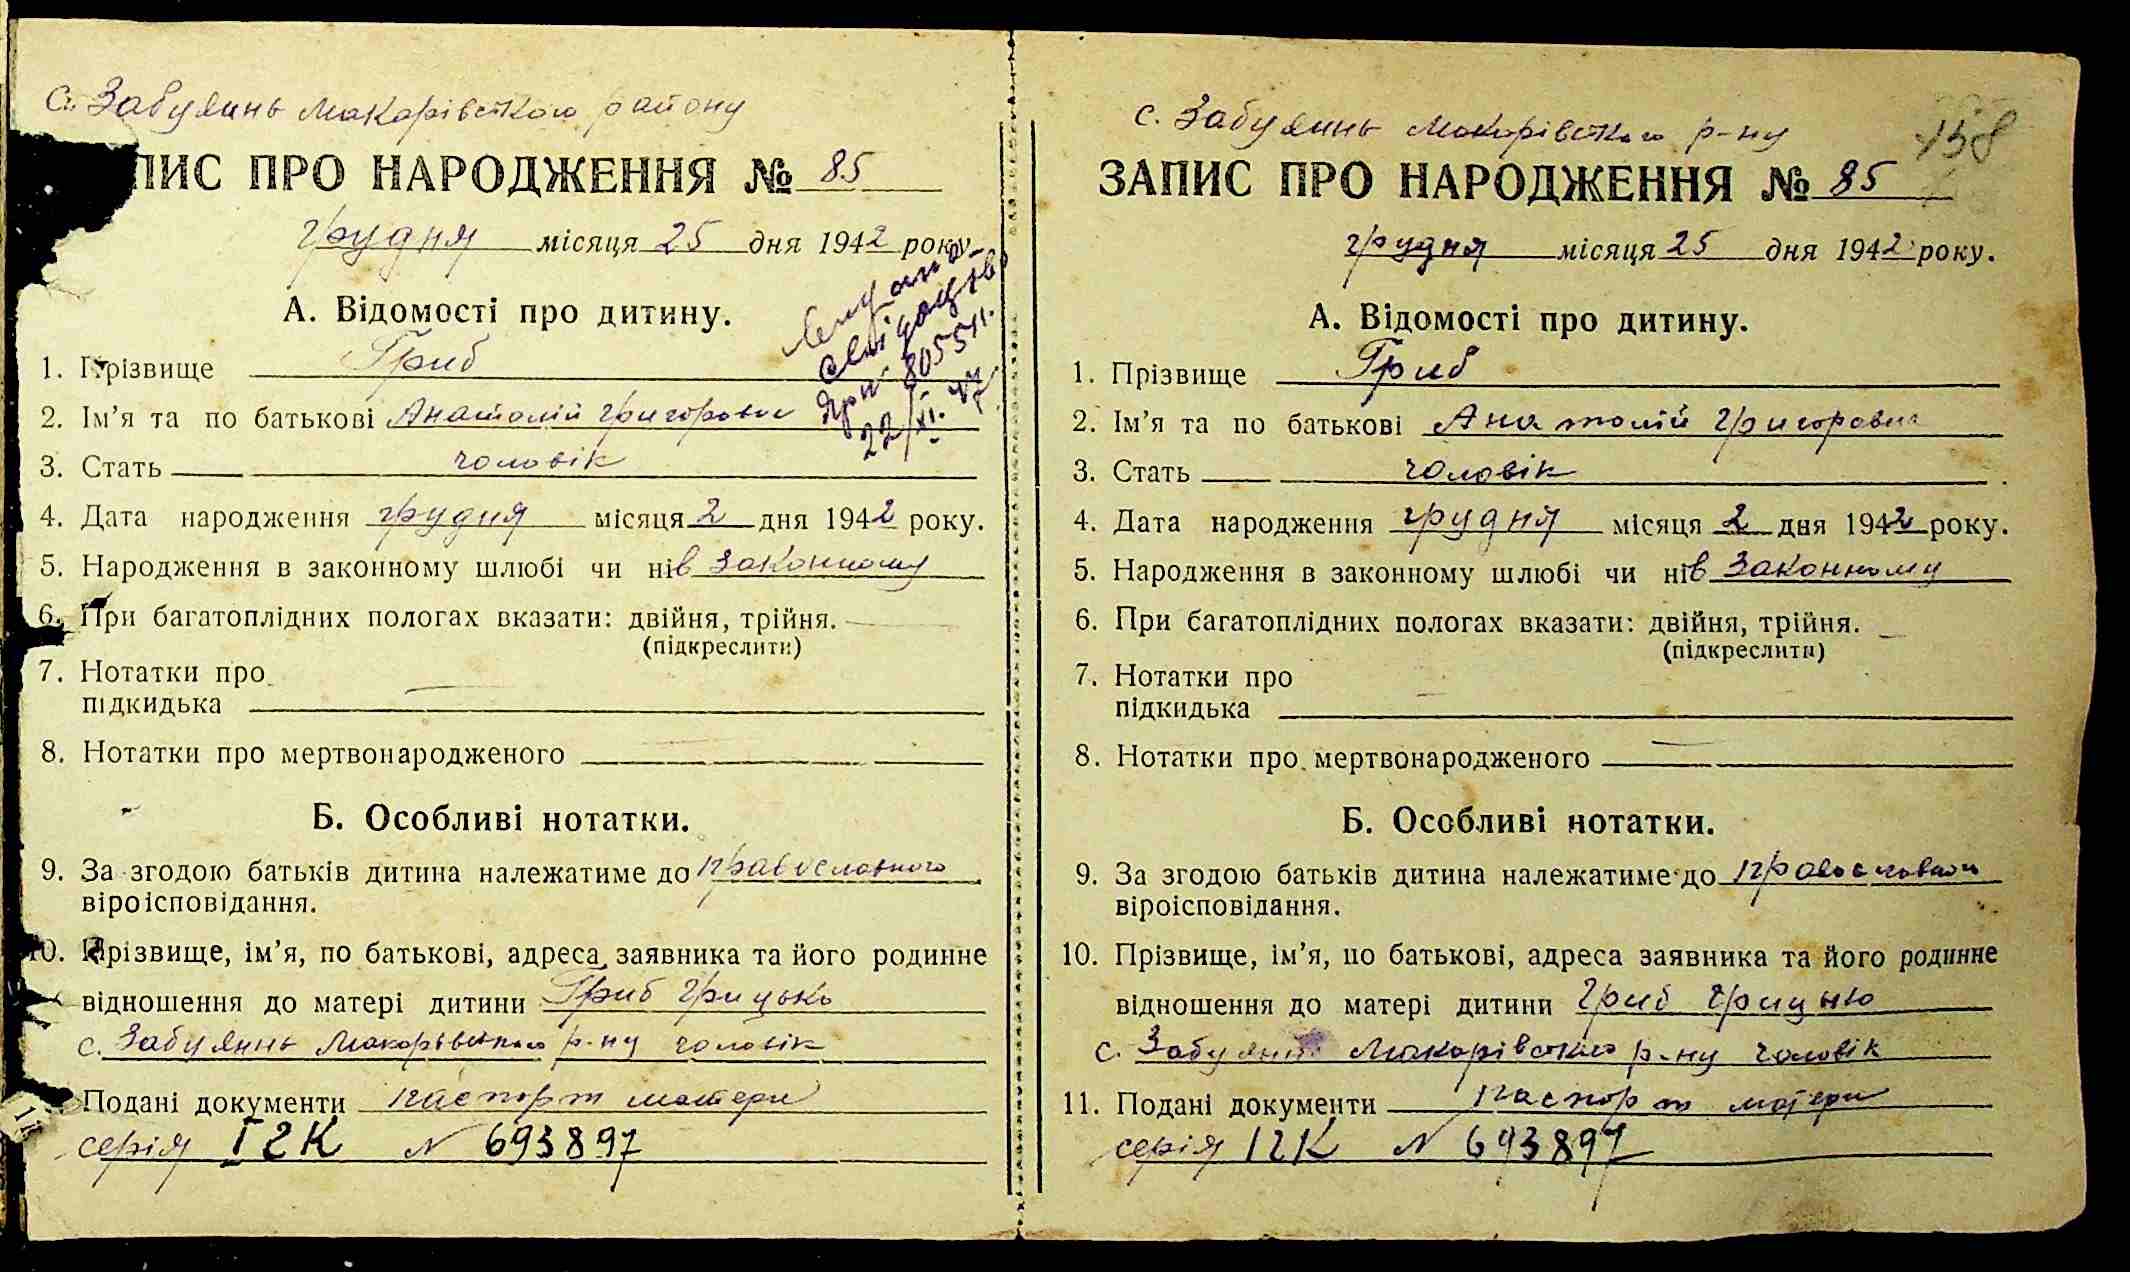 с. Забуяннь Макарівського району
ПИС ПРО НАРОДЖЕННЯ № 85
грудня місяця 25 дня 1942 року
А. Відомості про дитину.
1. Прізвище Гриб
2. Ім’я та по батькові Анатолій Григорович
3. Стать чоловік
4. Дата народження грудня місяця 2 дня 1942 року.
5. Народження в законному шлюбі чи ні в законному
6. При багатоплідних пологах вказати: двійня, трійня.
(підкреслити)
7. Нотатки про
підкидька
8. Нотатки про мертвонародженого
Б. Особливі нотатки.
9. За згодою батьків дитина належатиме до православного
віроісповідання.
10. Прізвище, ім’я, по батькові, адреса заявника та його родинне
відношення до матері дитини Гриб Грицько
с. Забуяннь Макарівського р-ну чоловік
Подані документи паспорт матери
серія І2К № 693897
22/XI. 47
с. Забуяннь Макарівського р-ну
158
ЗАПИС ПРО НАРОДЖЕННЯ № 85
грудня місяця 25 дня 1942 року.
А. Відомості про дитину.
1. Прізвище Гриб
2. Ім’я та по батькові Анатолій Григорович
3. Стать чоловік
4. Дата народження грудня місяця 2 дня 1942 року.
5. Народження в законному шлюбі чи ні в законному
6. При багатоплідних пологах вказати: двійня, трійня.
(підкреслити)
7. Нотатки про
підкидька
8. Нотатки про мертвонародженого
Б. Особливі нотатки.
9. За згодою батьків дитина належатиме до православного
віроісповідання.
10. Прізвище, ім’я, по батькові, адреса заявника та його родинне
відношення до матері дитини Гриб Грицько
с. Забуяннь Макарівського р-ну чоловік
11. Подані документи паспорт матери
серія І2К № 693897